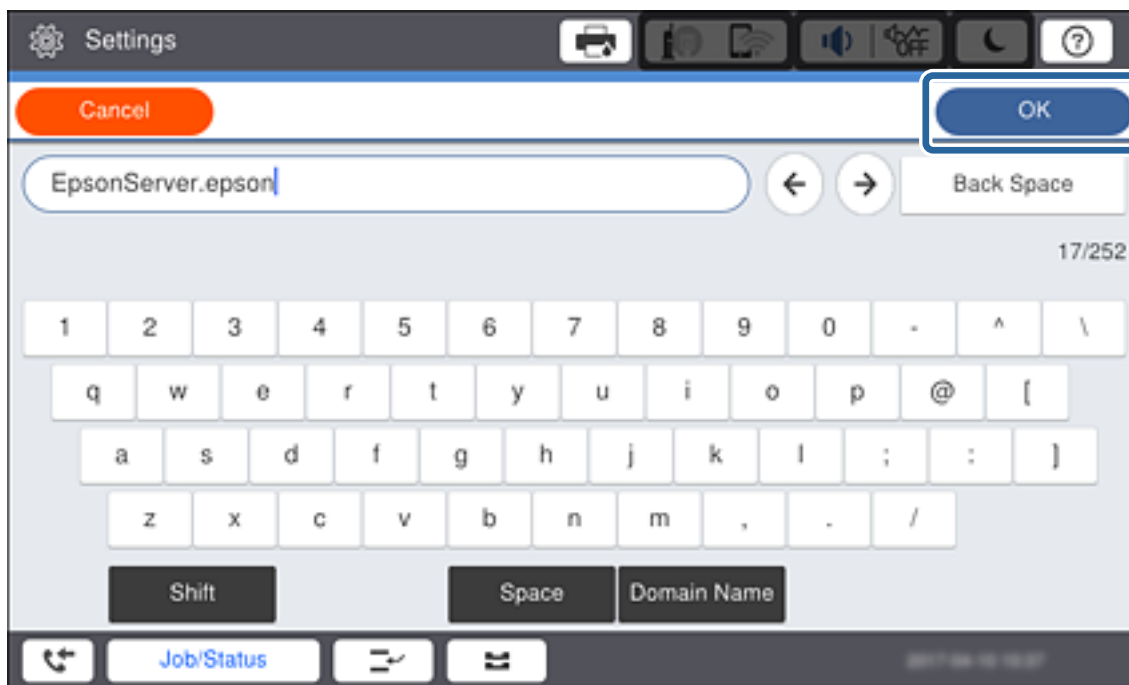 Settings
OFF
?
Cancel
OK
EpsonServer.epson
Back Space
17/252
1 2 3 4 5 6 7 8 9 0 - ^ \
q w e r t y u i o p @ [
a s d f g h j k l ; : ]
z x c v b n m , . /
Shift Space Domain Name
Job/Status